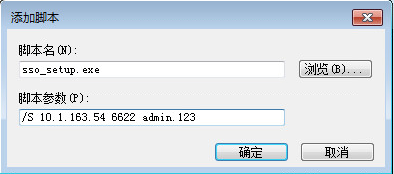 添加脚本
脚本名(N):
sso_setup.exe
浏览(B)...
脚本参数(P):
/S 10.1.163.54 6622 admin.123
确定
取消